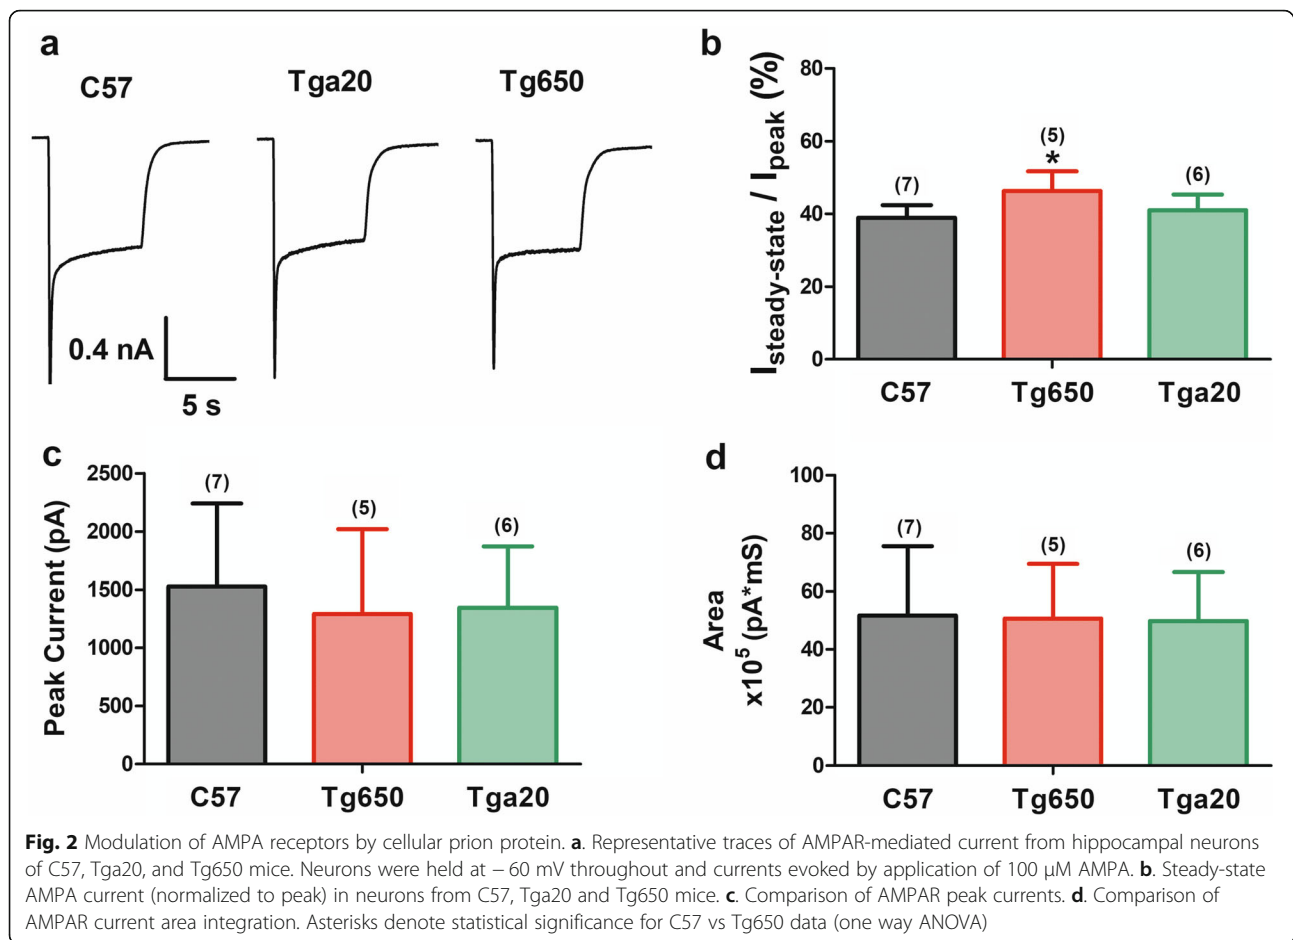 a
C57
Tga20
Tg650
0.4 nA
5 s
b
I steady-state / I peak (%)
80
60
40
20
0
(7)
(5)
*
(6)
C57
Tg650
Tga20
c
Peak Current (pA)
2500
2000
1500
1000
500
0
(7)
(5)
(6)
C57
Tg650
Tga20
d
Area
x10⁵ (pA*mS)
100
80
60
40
20
0
(7)
(5)
(6)
C57
Tg650
Tga20
Fig. 2 Modulation of AMPA receptors by cellular prion protein. a. Representative traces of AMPAR-mediated current from hippocampal neurons
of C57, Tga20, and Tg650 mice. Neurons were held at − 60 mV throughout and currents evoked by application of 100 μM AMPA. b. Steady-state
AMPA current (normalized to peak) in neurons from C57, Tga20 and Tg650 mice. c. Comparison of AMPAR peak currents. d. Comparison of
AMPAR current area integration. Asterisks denote statistical significance for C57 vs Tg650 data (one way ANOVA)